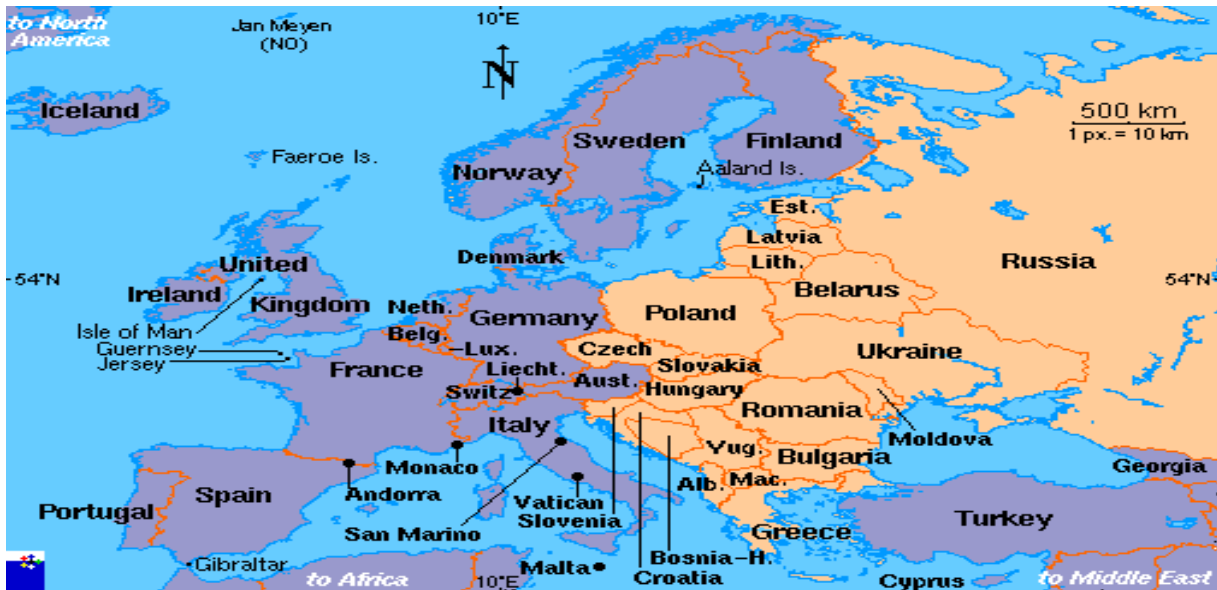 to North
America
Jan Meyen
(NO)
10°E
N
Iceland
500 km
1 px. = 10 km
Faeroe Is.
Sweden
Finland
Norway
Aaland Is.
Est.
Latvia
Denmark
Lith.
Russia
54°N
54°N
United
Kingdom
Ireland
Belarus
Neth.
Germany
Poland
Isle of Man
Guernsey
Jersey
Belg.
-Lux.
Czech
Ukraine
France
Liecht.
Slovakia
Switz
Aust.
Hungary
Romania
Italy
Moldova
Yug.
Bulgaria
Monaco
Georgia
Andorra
Alb.
Mac.
Spain
Vatican
Portugal
Slovenia
San Marino
Turkey
Greece
Bosnia-H.
Gibraltar
Malta
Croatia
to Africa
10°E
Cyprus
to Middle East